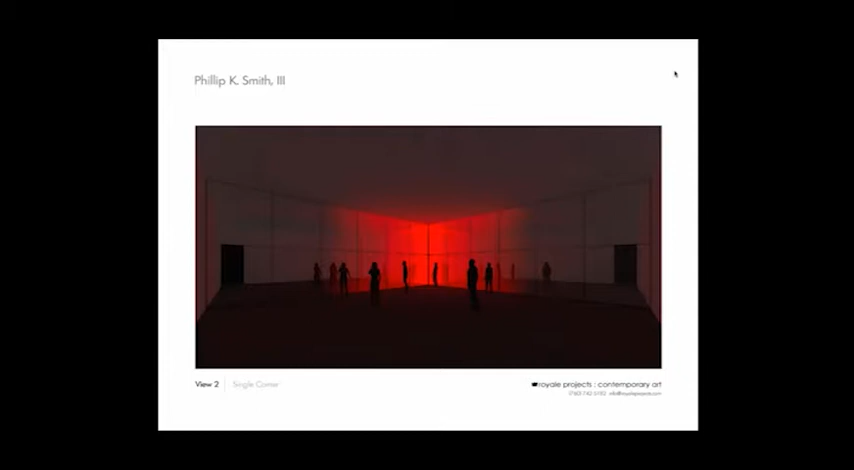 Phillip K. Smith, III
View 2 Single Corner
royale projects : contemporary art